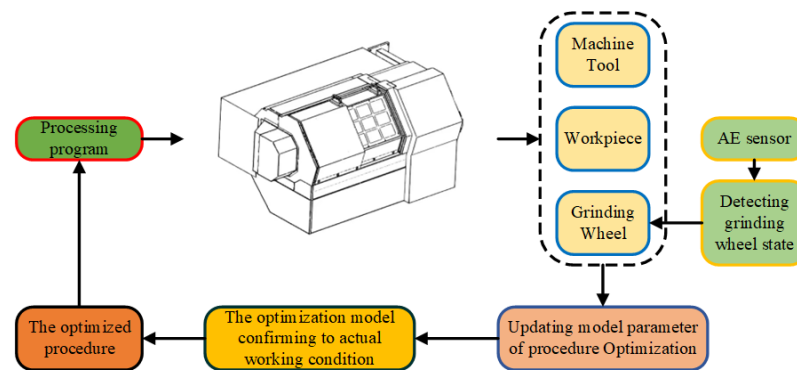 Machine
Tool
Processing
program
Workpiece
AE sensor
Grinding
Wheel
Detecting
grinding
wheel state
The optimized
procedure
The optimization model
confirming to actual
working condition
Updating model parameter
of procedure Optimization